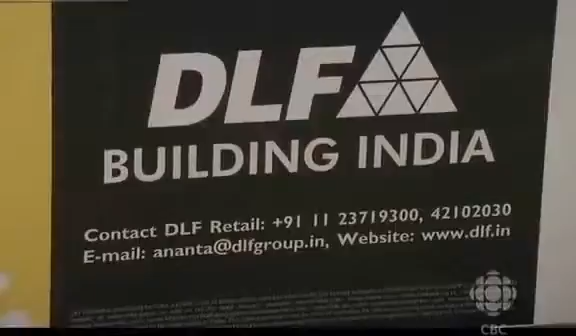 DLF
BUILDING INDIA
Contact DLF Retail: +91 11 23719300, 42102030
E-mail: ananta@dlfgroup.in, Website: www.dlf.in
CBC